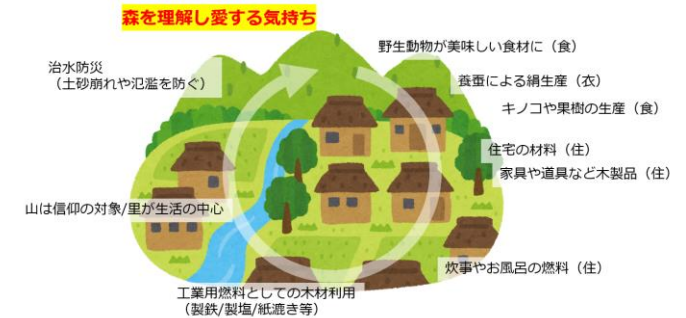 森を理解し愛する気持ち
野生動物が美味しい食材に（食）
治水防災
（土砂崩れや氾濫を防ぐ）
養蚕による絹生産（衣）
キノコや果樹の生産（食）
住宅の材料（住）
家具や道具など木製品（住）
山は信仰の対象/里が生活の中心
炊事やお風呂の燃料（住）
工業用燃料としての木材利用
（製鉄/製塩/紙漉き等）